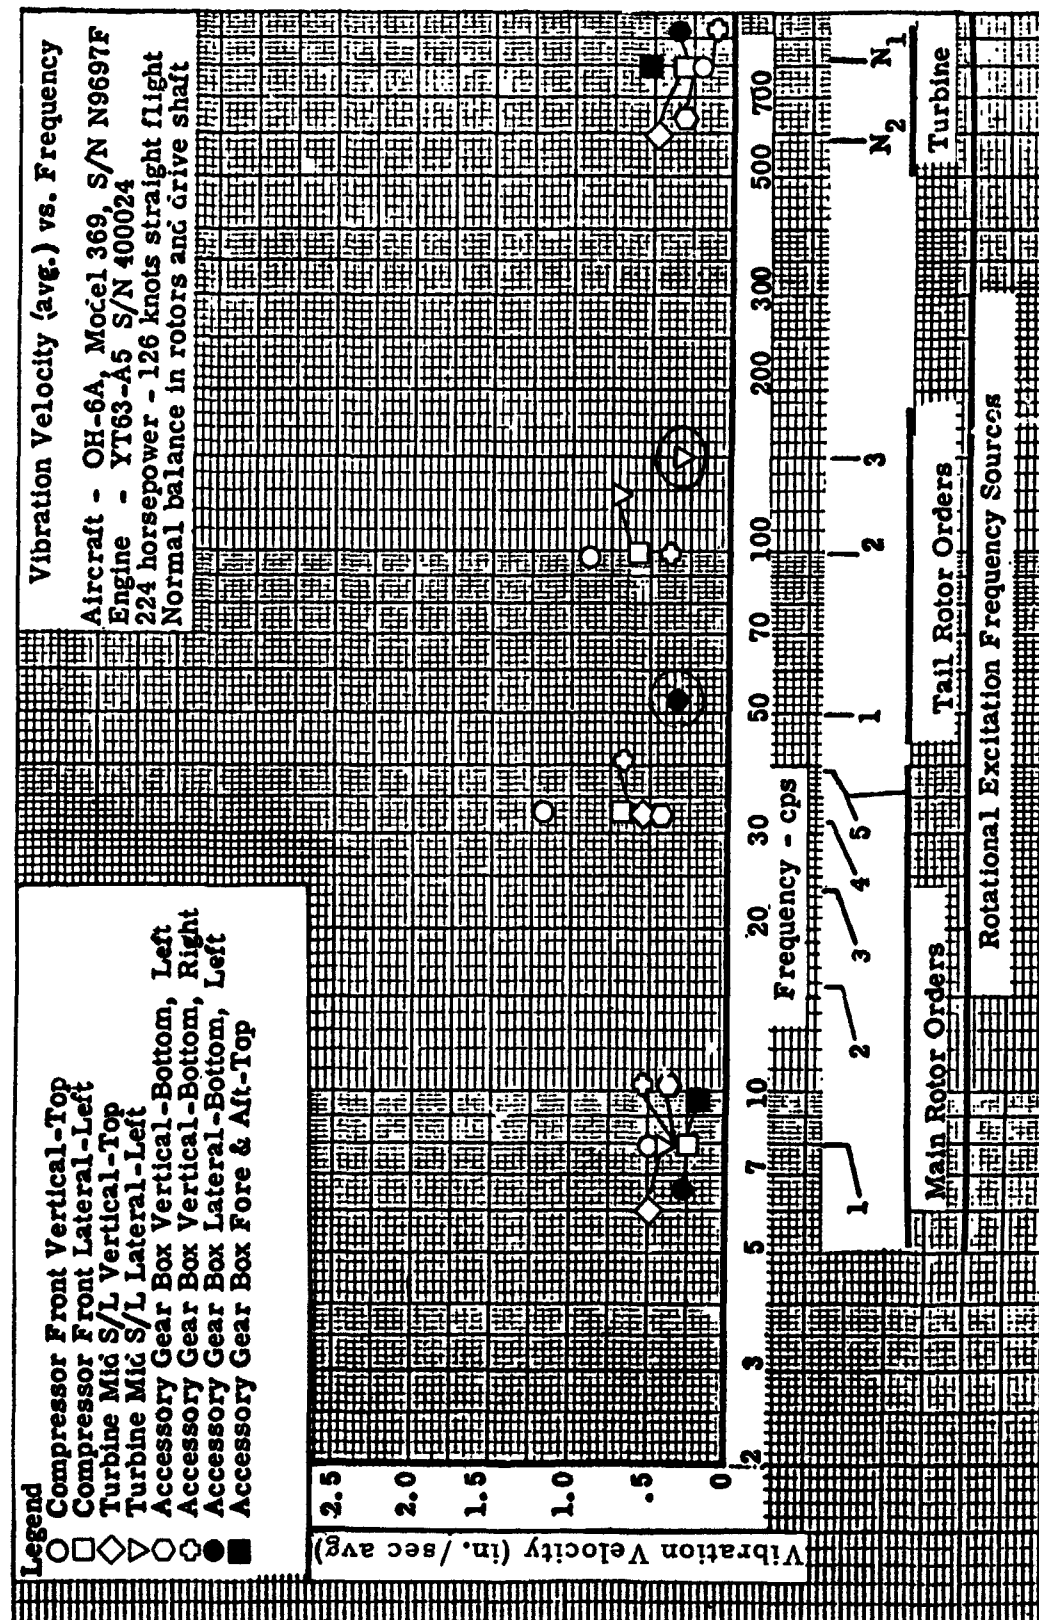 Vibration Velocity (avg.) vs. Frequency
Aircraft - OH-6A, Model 369, S/N N9697F
Engine - YT63-A5 S/N 400024
224 horsepower - 126 knots straight flight
Normal balance in rotors and drive shaft
Legend
Compressor Front Vertical-Top
Compressor Front Lateral-Left
Turbine Mid S/L Vertical-Top
Turbine Mid S/L Lateral-Left
Accessory Gear Box Vertical-Bottom, Left
Accessory Gear Box Vertical-Bottom, Right
Accessory Gear Box Lateral-Bottom, Left
Accessory Gear Box Fore & Aft-Top
Vibration Velocity (in./sec avg)
2.5
2.0
1.5
1.0
.5
0
2 3 5 7 10 20 30 50 70 100 200 300 500 700
Frequency - cps
1 2 3 4 5 1 2 3 N2 N1
Main Rotor Orders
Tail Rotor Orders
Turbine
Rotational Excitation Frequency Sources